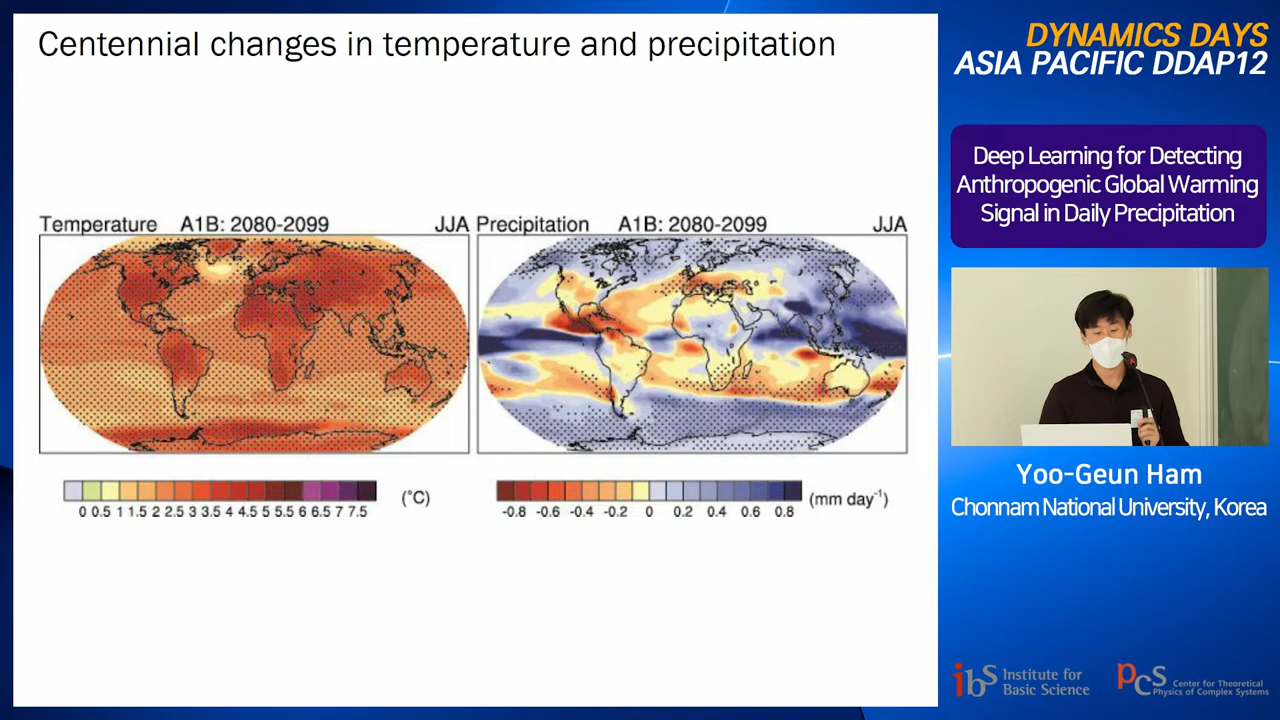 Centennial changes in temperature and precipitation
Temperature A1B: 2080-2099 JJA
Precipitation A1B: 2080-2099 JJA
0 0.5 1 1.5 2 2.5 3 3.5 4 4.5 5 5.5 6 6.5 7 7.5 (°C)
-0.8 -0.6 -0.4 -0.2 0 0.2 0.4 0.6 0.8 (mm day⁻¹)
DYNAMICS DAYS
ASIA PACIFIC DDAP12
Deep Learning for Detecting
Anthropogenic Global Warming
Signal in Daily Precipitation
Yoo-Geun Ham
Chonnam National University, Korea
ibS Institute for
Basic Science
PCS Center for Theoretical
Physics of Complex Systems